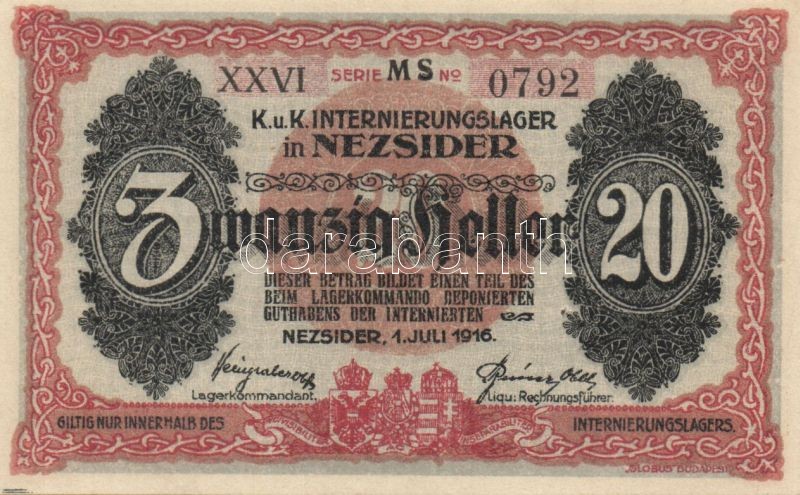 XXVI SERIE MS No 0792
K.u.K. INTERNIERUNGSLAGER
in NEZSIDER
Zwanzig Heller 20
darabanth
DIESER BETRAG BILDET EINEN TEIL DES
BEIM LAGERKOMMANDO DEPONIERTEN
GUTHABENS DER INTERNIERTEN
NEZSIDER, 1. JULI 1916.
Lagerkommandant. Liqu: Rechnungsführer.
GILTIG NUR INNERHALB DES INTERNIERUNGSLAGERS.
"GLOBUS" BUDAPEST